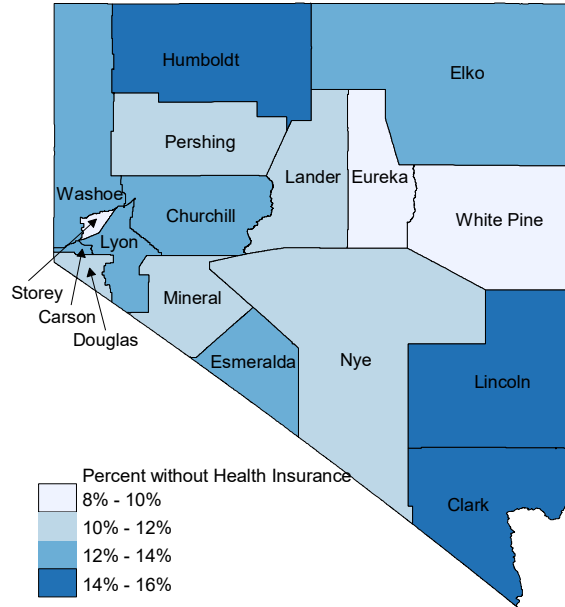 Humboldt
Elko
Pershing
Lander
Eureka
Washoe
Churchill
White Pine
Lyon
Storey
Mineral
Carson
Douglas
Esmeralda
Nye
Lincoln
Clark
Percent without Health Insurance
8% - 10%
10% - 12%
12% - 14%
14% - 16%